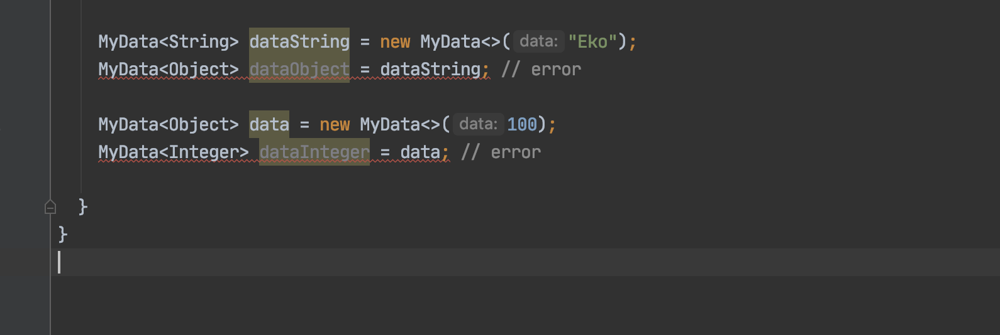 MyData<String> dataString = new MyData<>( data: "Eko");
MyData<Object> dataObject = dataString; // error
MyData<Object> data = new MyData<>( data: 100);
MyData<Integer> dataInteger = data; // error
}
}